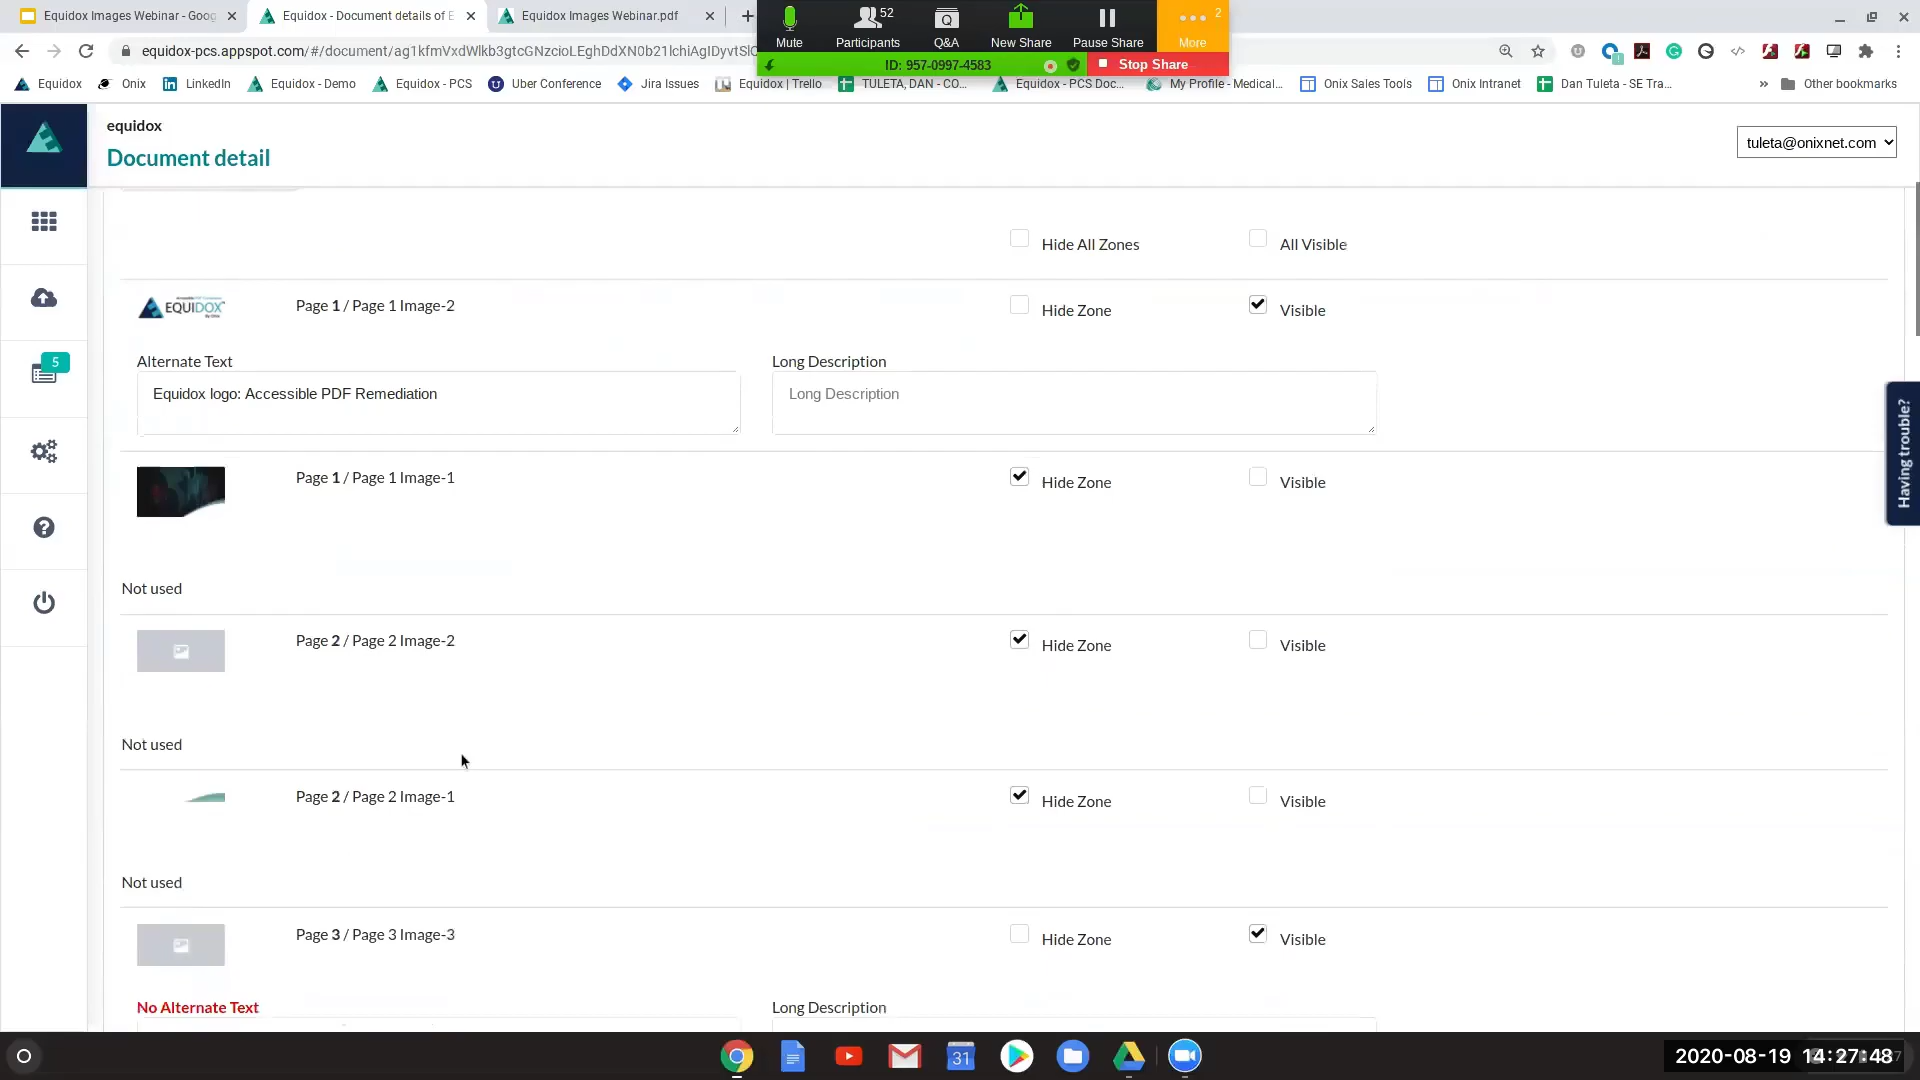 Equidox Images Webinar - Goog
Equidox - Document details of E
Equidox Images Webinar.pdf
Mute
52
Participants
Q&A
New Share
Pause Share
2
More
equidox-pcs.appspot.com/#/document/ag1kfmVxdWlkb3gtcGNzcioLEghDdXN0b21lchiAgIDyvtSlC
ID: 957-0997-4583
Stop Share
Equidox
Onix
LinkedIn
Equidox - Demo
Equidox - PCS
Uber Conference
Jira Issues
Equidox | Trello
TULETA, DAN - CO...
Equidox - PCS Doc...
My Profile - Medical...
Onix Sales Tools
Onix Intranet
Dan Tuleta - SE Tra...
Other bookmarks
equidox
Document detail
tuleta@onixnet.com
Hide All Zones
All Visible
EQUIDOX
Page 1 / Page 1 Image-2
Hide Zone
Visible
Alternate Text
Long Description
Equidox logo: Accessible PDF Remediation
Long Description
5
Having trouble?
Page 1 / Page 1 Image-1
Hide Zone
Visible
Not used
Page 2 / Page 2 Image-2
Hide Zone
Visible
Not used
Page 2 / Page 2 Image-1
Hide Zone
Visible
Not used
Page 3 / Page 3 Image-3
Hide Zone
Visible
No Alternate Text
Long Description
31
2020-08-19 14:27:48